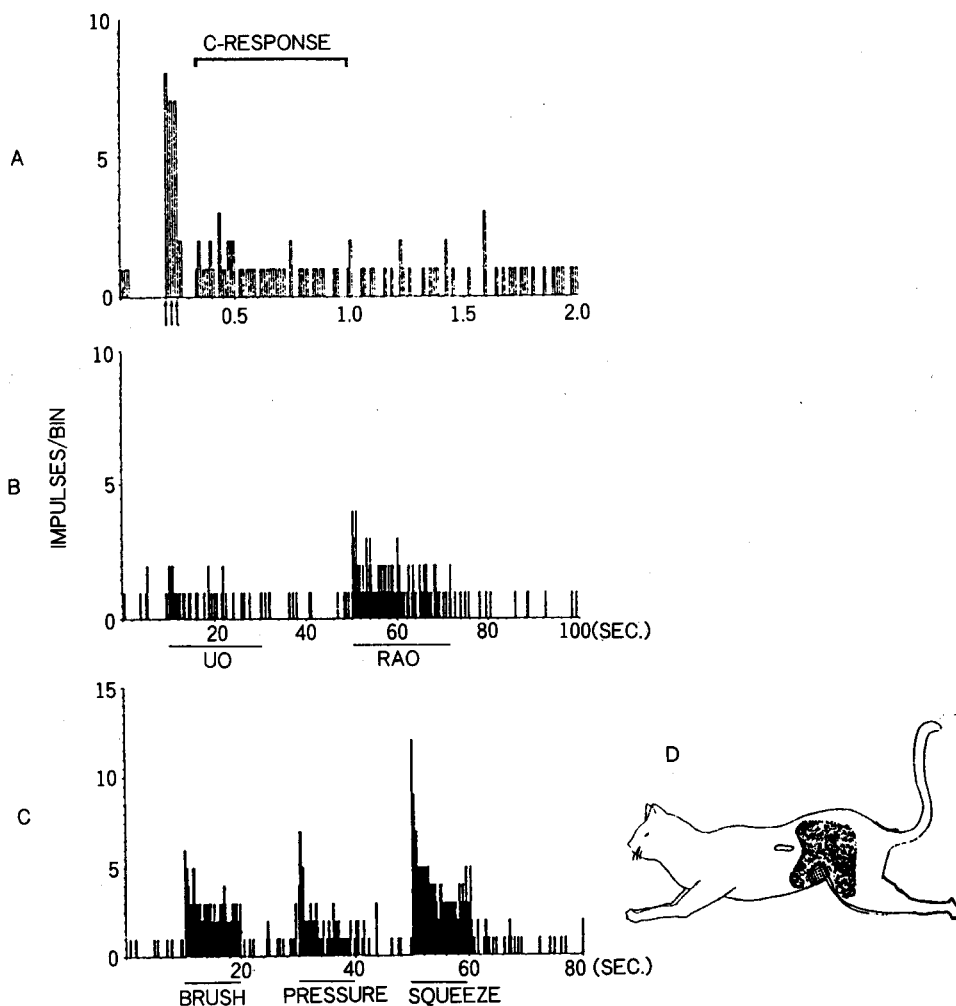 10
C-RESPONSE
A
5
0
0.5 1.0 1.5 2.0
10
B
IMPULSES/BIN
5
0
20 40 60 80 100(SEC.)
UO RAO
15
10
C
D
5
0
20 40 60 80 (SEC.)
BRUSH PRESSURE SQUEEZE